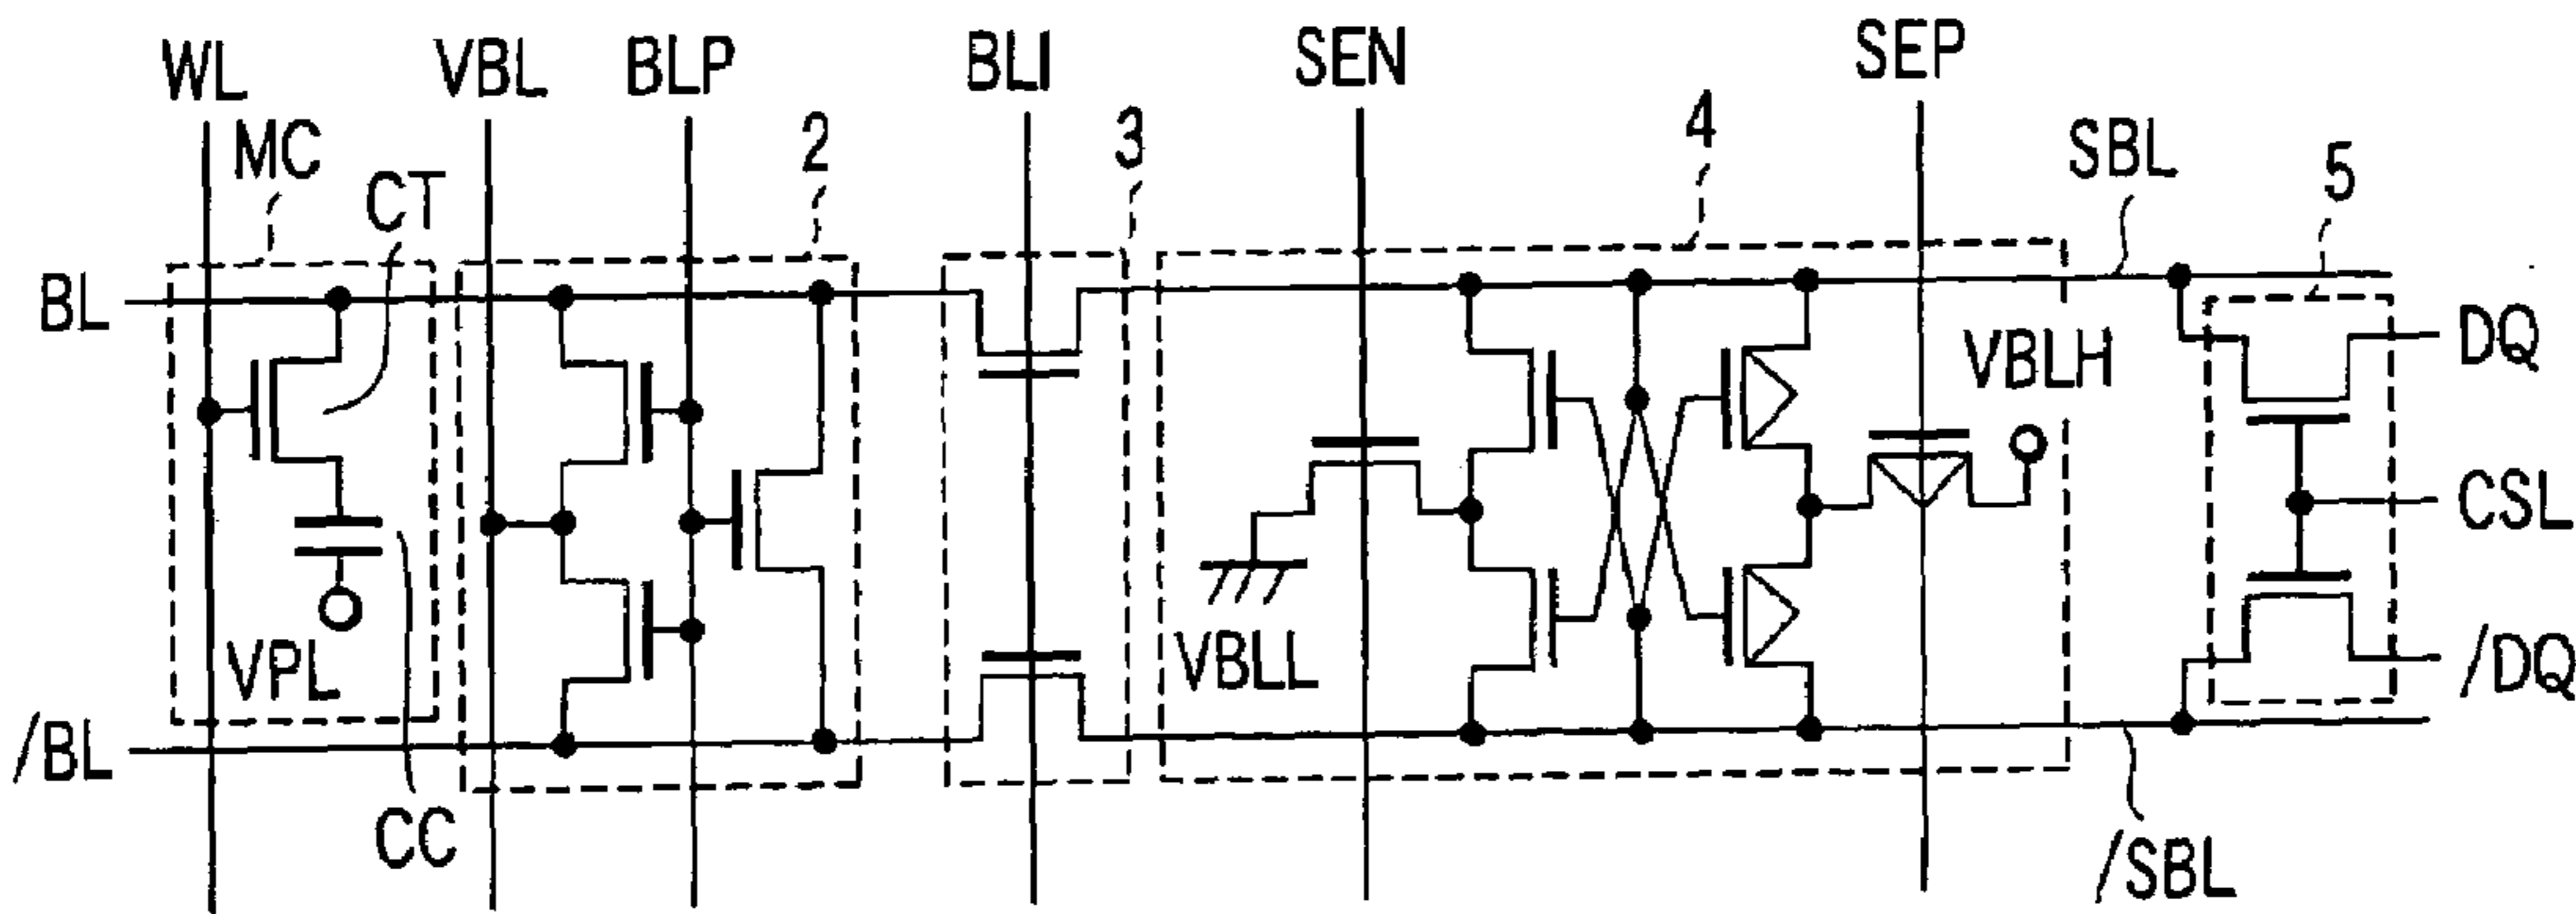 WL
VBL
BLP
BLI
SEN
SEP
MC
CT
2
3
4
SBL
5
BL
DQ
VBLH
CSL
VPL
VBLL
/DQ
/BL
CC
/SBL